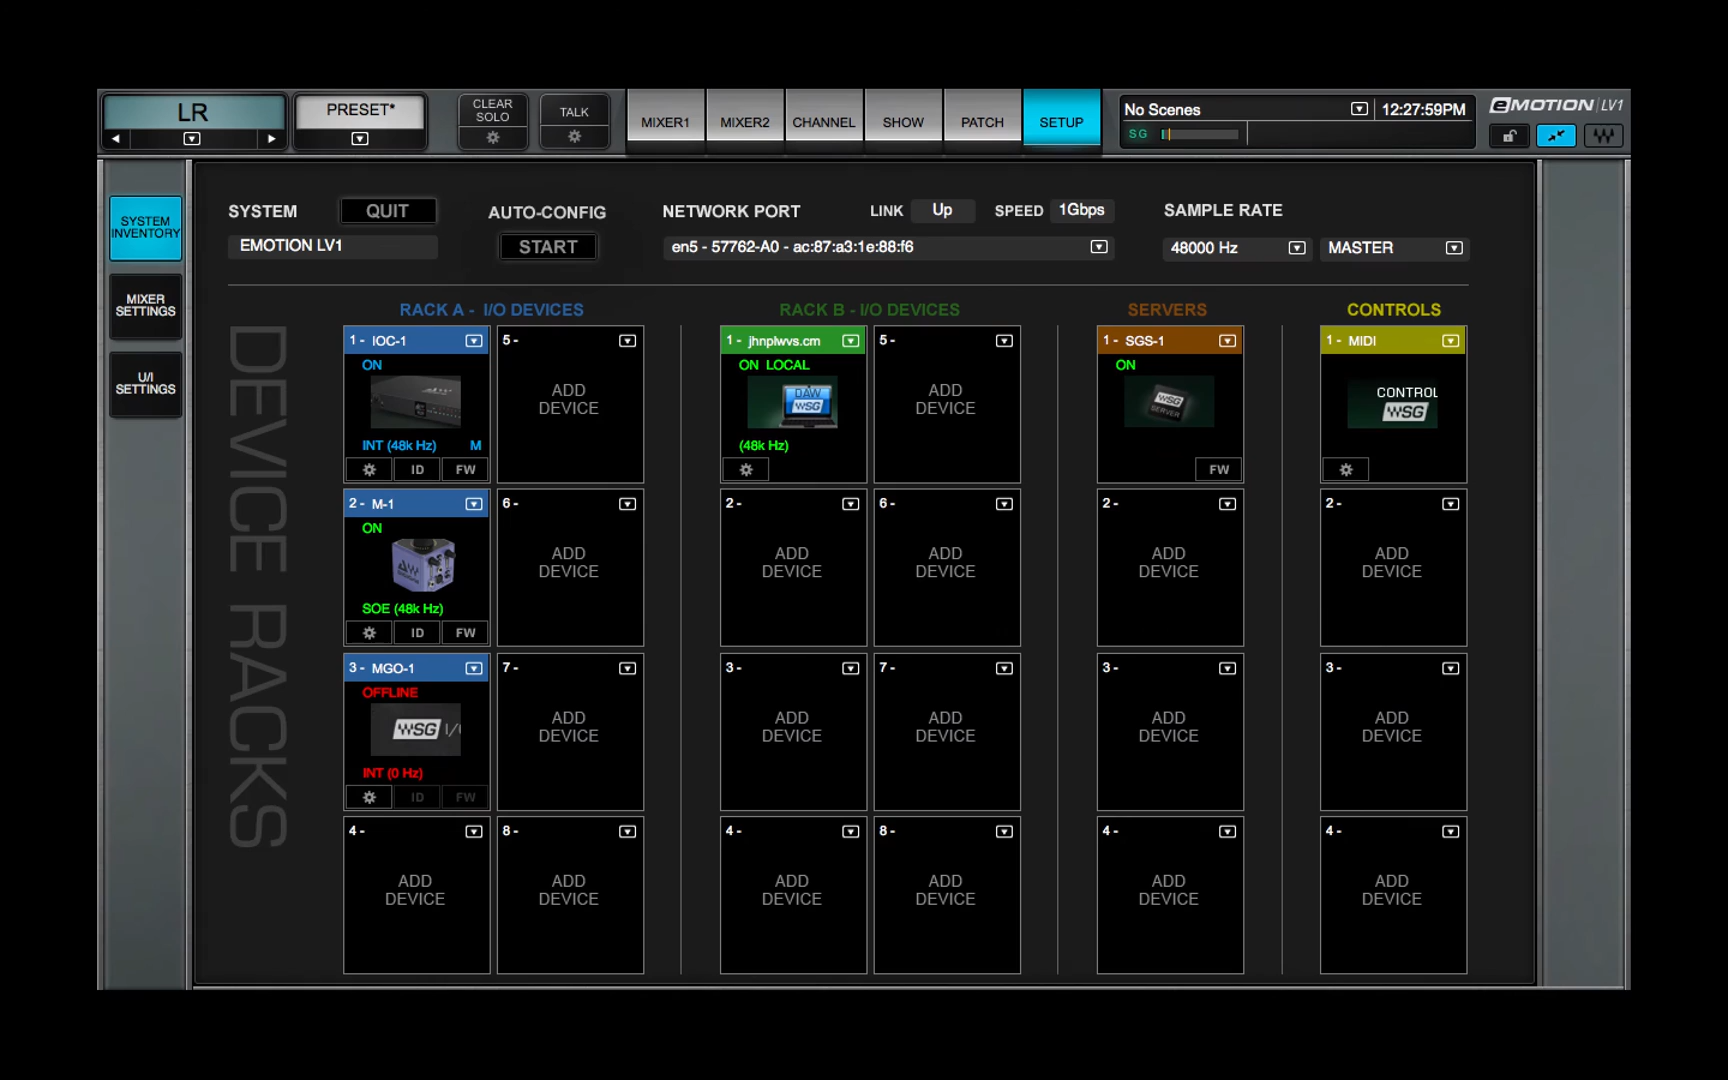 LR
PRESET*
CLEAR
SOLO
TALK
MIXER1
MIXER2
CHANNEL
SHOW
PATCH
SETUP
No Scenes
12:27:59PM
SG
eMOTION LV1
SYSTEM
INVENTORY
MIXER
SETTINGS
U/I
SETTINGS
SYSTEM
QUIT
EMOTION LV1
AUTO-CONFIG
START
NETWORK PORT
LINK
Up
SPEED
1Gbps
en5 - 57762-A0 - ac:87:a3:1e:88:f6
SAMPLE RATE
48000 Hz
MASTER
DEVICE RACKS
RACK A - I/O DEVICES
RACK B - I/O DEVICES
SERVERS
CONTROLS
1 - IOC-1
ON
INT (48k Hz) M
ID
FW
5 -
ADD
DEVICE
1 - jhnplwvs.cm
ON LOCAL
DAW
WSG
(48k Hz)
5 -
ADD
DEVICE
1 - SGS-1
ON
WSG
SERVER
FW
1 - MIDI
CONTROL
WSG
2 - M-1
ON
SOE (48k Hz)
ID
FW
6 -
ADD
DEVICE
2 -
ADD
DEVICE
6 -
ADD
DEVICE
2 -
ADD
DEVICE
2 -
ADD
DEVICE
3 - MGO-1
OFFLINE
WSG I/
INT (0 Hz)
ID
FW
7 -
ADD
DEVICE
3 -
ADD
DEVICE
7 -
ADD
DEVICE
3 -
ADD
DEVICE
3 -
ADD
DEVICE
4 -
ADD
DEVICE
8 -
ADD
DEVICE
4 -
ADD
DEVICE
8 -
ADD
DEVICE
4 -
ADD
DEVICE
4 -
ADD
DEVICE